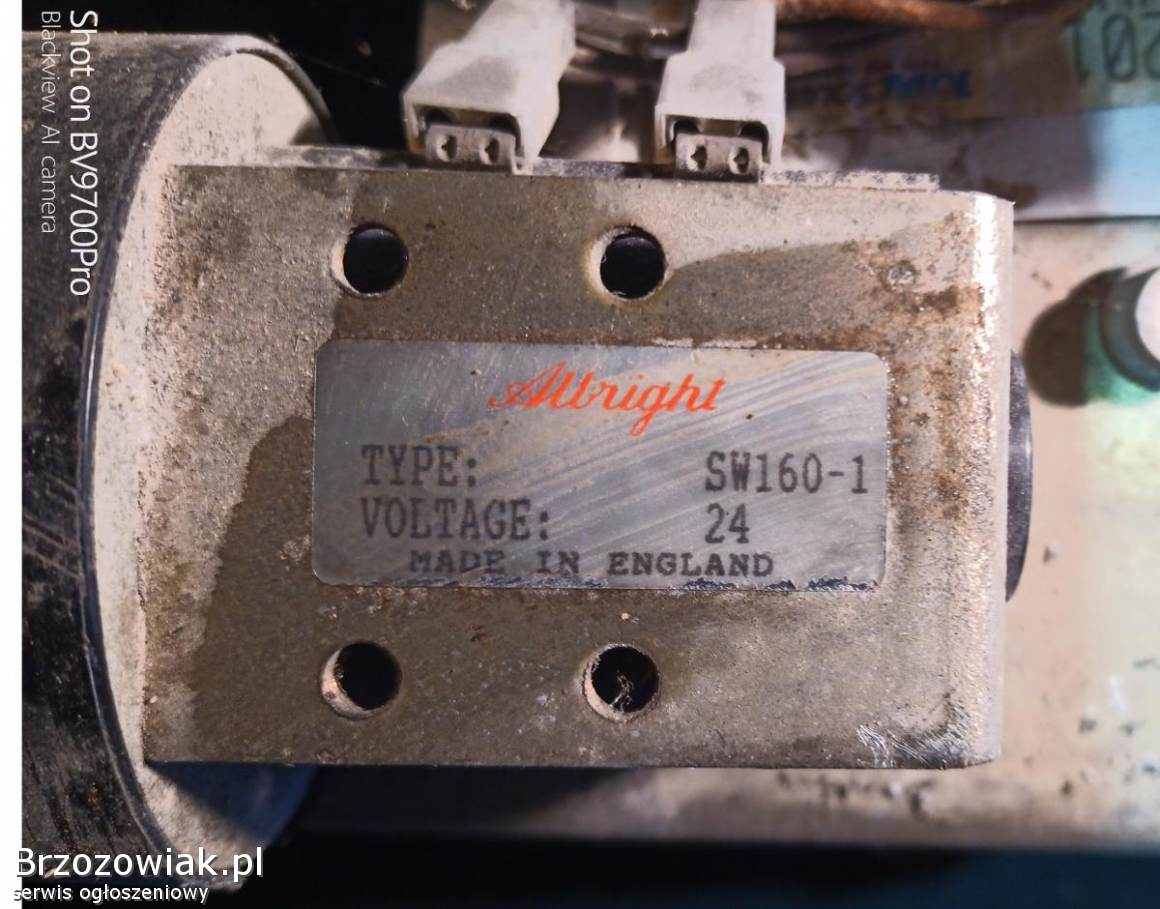 Shot on BV9700Pro
Blackview AI camera
201
Albright
TYPE: SW160-1
VOLTAGE: 24
MADE IN ENGLAND
Brzozowiak.pl
serwis ogłoszeniowy